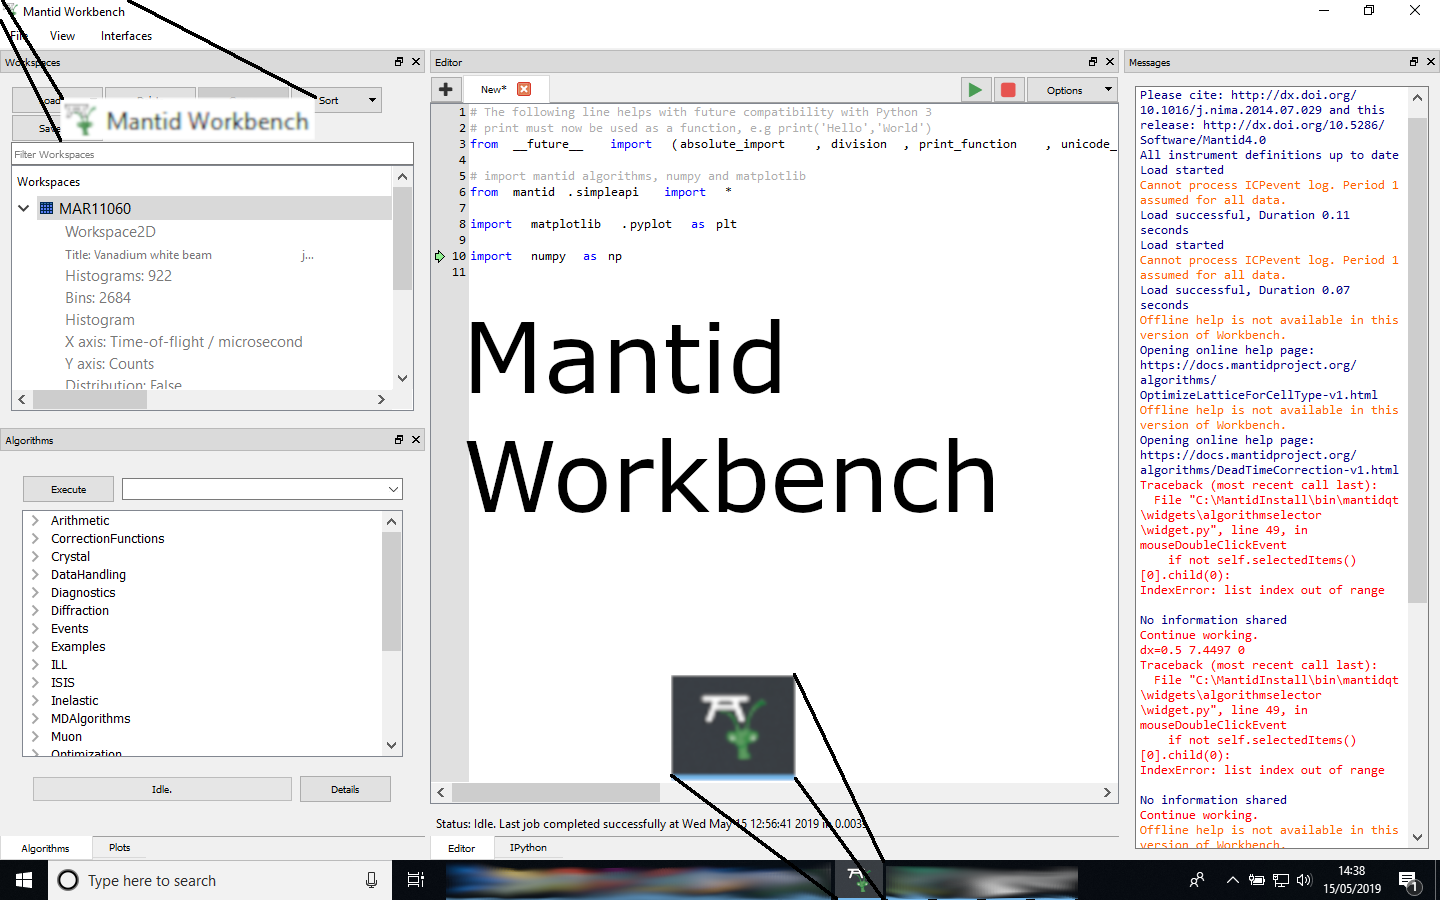 Mantid Workbench
File View Interfaces
Workspaces
Sort
Mantid Workbench
Filter Workspaces
Workspaces
MAR11060
Workspace2D
Title: Vanadium white beam j...
Histograms: 922
Bins: 2684
Histogram
X axis: Time-of-flight / microsecond
Y axis: Counts
Distribution: False
Algorithms
Execute
Arithmetic
CorrectionFunctions
Crystal
DataHandling
Diagnostics
Diffraction
Events
Examples
ILL
ISIS
Inelastic
MDAlgorithms
Muon
Optimization
Idle. Details
Algorithms Plots
Editor
New*
Options
1 # The following line helps with future compatibility with Python 3
2 # print must now be used as a function, e.g print('Hello','World')
3 from __future__ import (absolute_import , division , print_function , unicode_
4
5 # import mantid algorithms, numpy and matplotlib
6 from mantid .simpleapi import *
7
8 import matplotlib .pyplot as plt
9
10 import numpy as np
11
Mantid
Workbench
Status: Idle. Last job completed successfully at Wed May 15 12:56:41 2019 in 0.003s
Editor IPython
Messages
Please cite: http://dx.doi.org/
10.1016/j.nima.2014.07.029 and this
release: http://dx.doi.org/10.5286/
Software/Mantid4.0
All instrument definitions up to date
Load started
Cannot process ICPevent log. Period 1
assumed for all data.
Load successful, Duration 0.11
seconds
Load started
Cannot process ICPevent log. Period 1
assumed for all data.
Load successful, Duration 0.07
seconds
Offline help is not available in this
version of Workbench.
Opening online help page:
https://docs.mantidproject.org/
algorithms/
OptimizeLatticeForCellType-v1.html
Offline help is not available in this
version of Workbench.
Opening online help page:
https://docs.mantidproject.org/
algorithms/DeadTimeCorrection-v1.html
Traceback (most recent call last):
File "C:\MantidInstall\bin\mantidqt
\widgets\algorithmselector
\widget.py", line 49, in
mouseDoubleClickEvent
if not self.selectedItems()
[0].child(0):
IndexError: list index out of range
No information shared
Continue working.
dx=0.5 7.4497 0
Traceback (most recent call last):
File "C:\MantidInstall\bin\mantidqt
\widgets\algorithmselector
\widget.py", line 49, in
mouseDoubleClickEvent
if not self.selectedItems()
[0].child(0):
IndexError: list index out of range
No information shared
Continue working.
Offline help is not available in this
version of Workbench.
Type here to search
14:38
15/05/2019
1